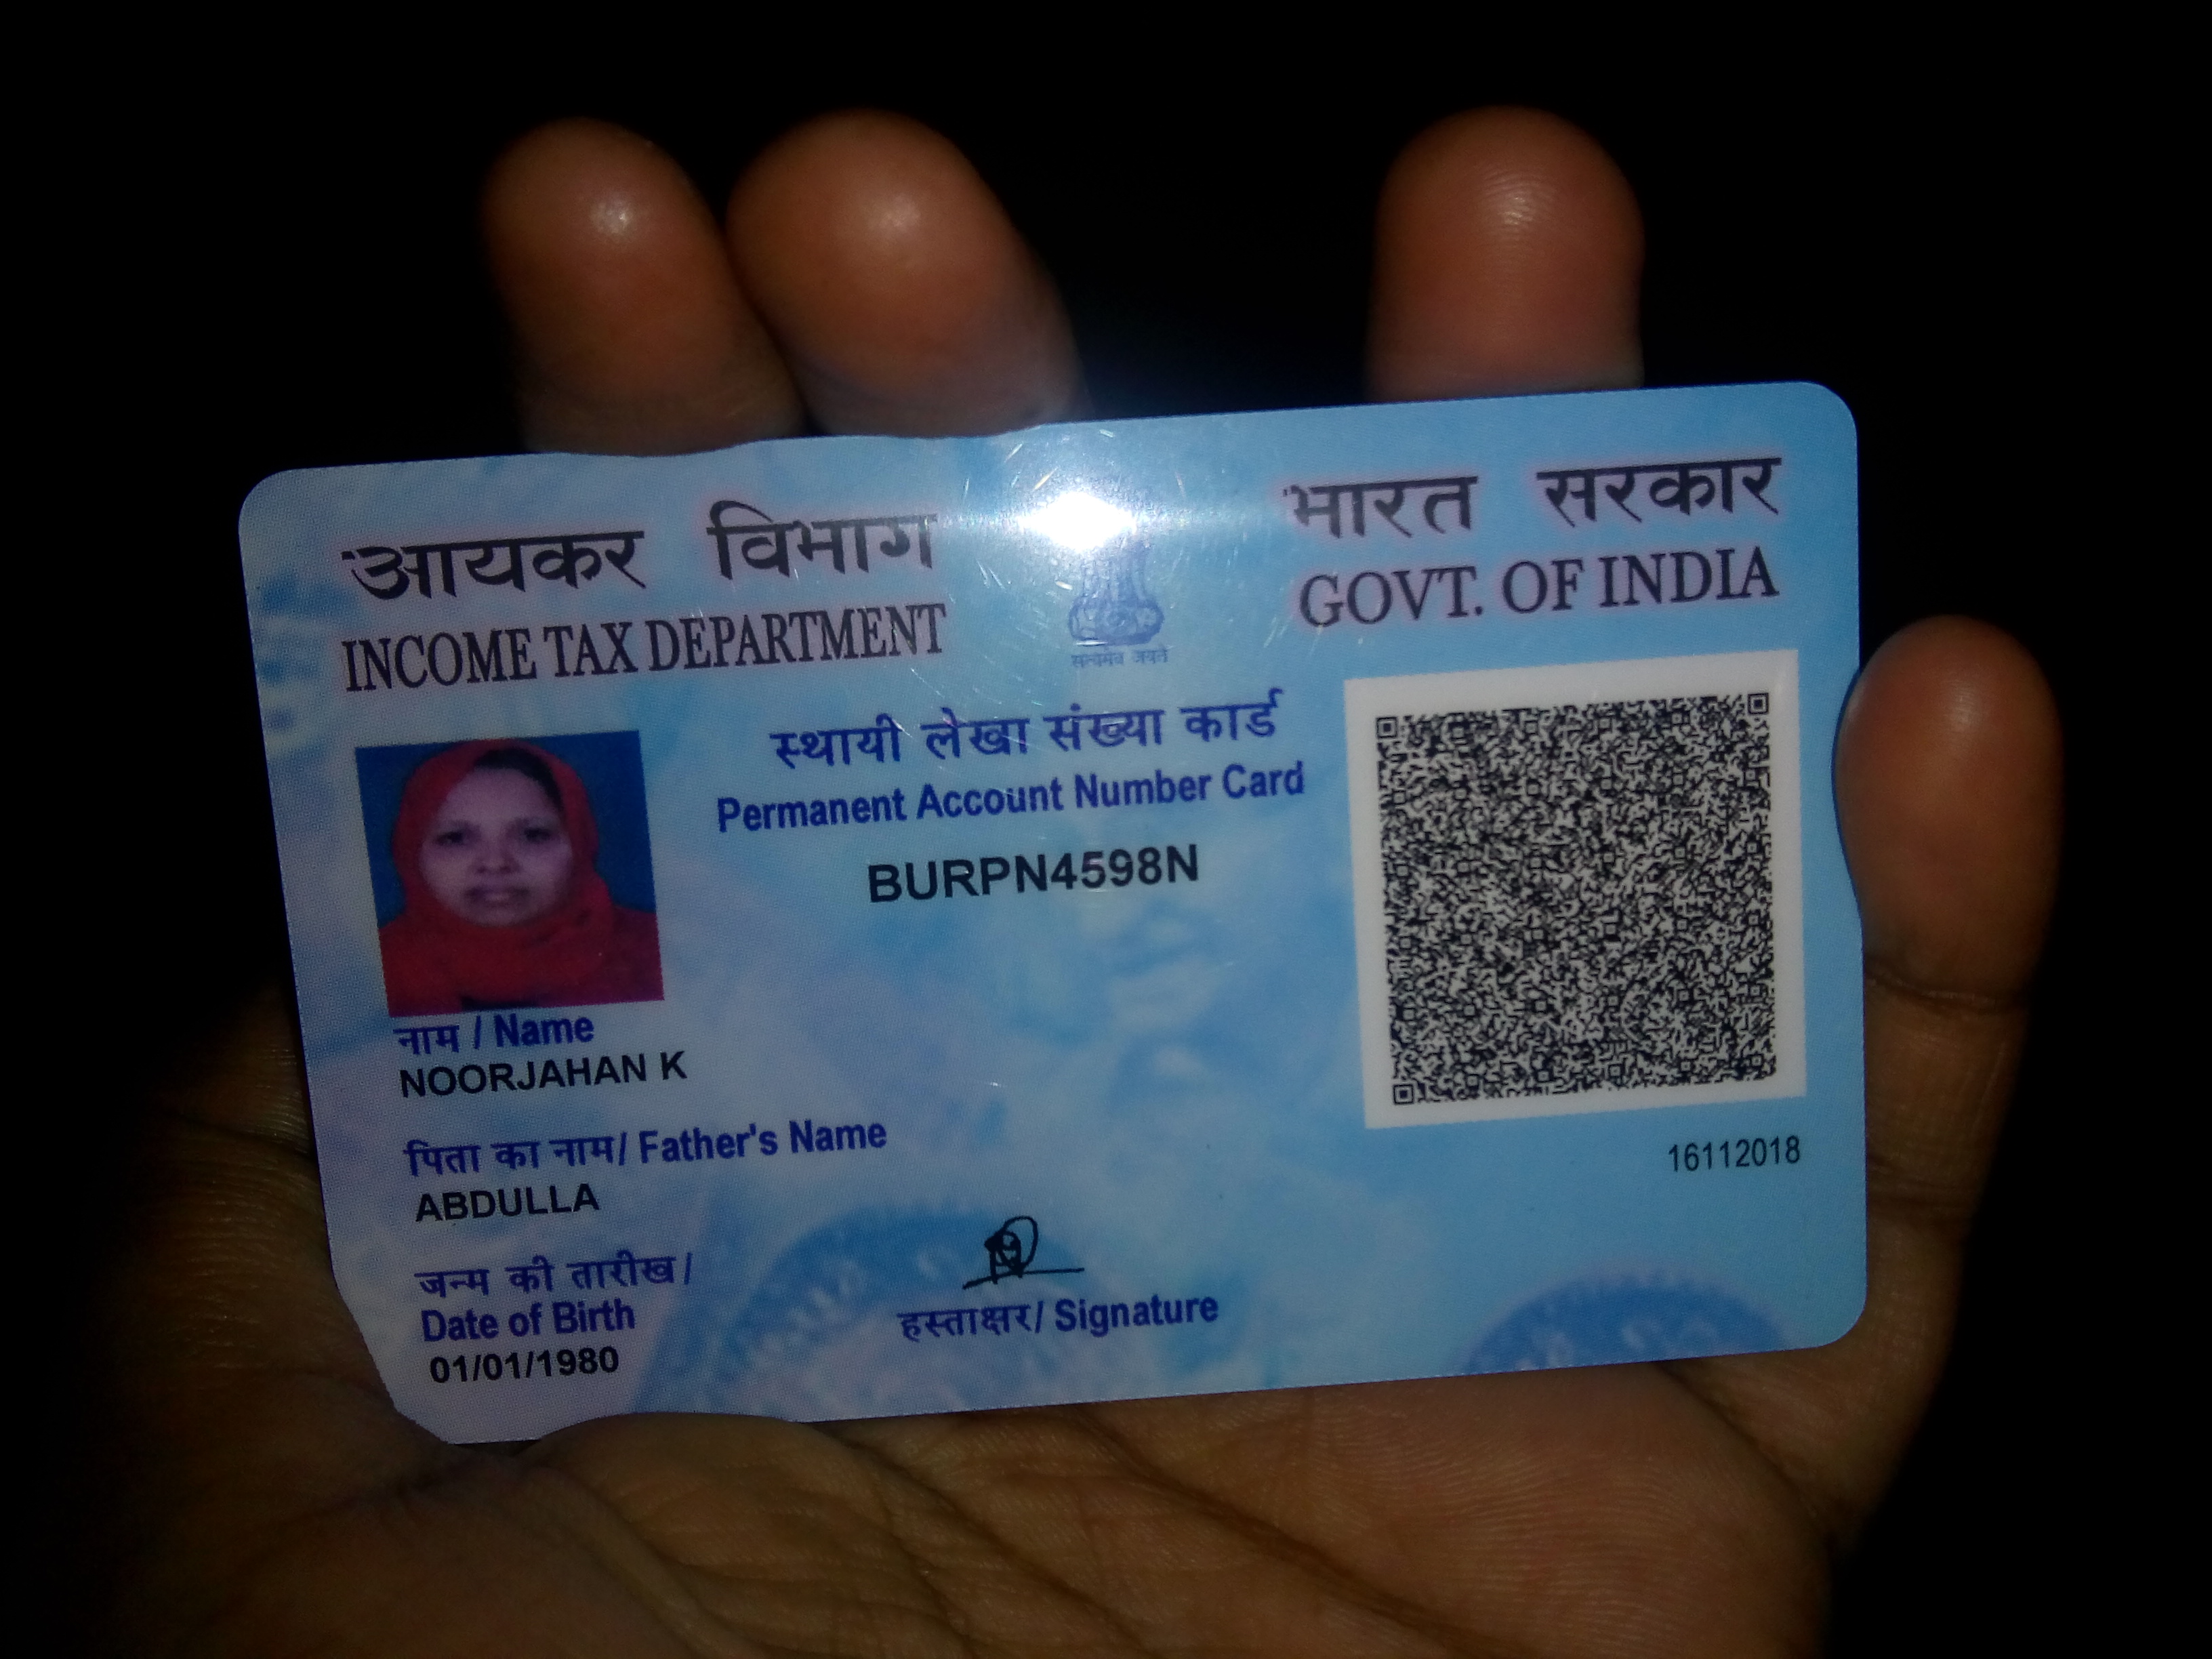 आयकर विभाग
INCOME TAX DEPARTMENT
भारत सरकार
GOVT. OF INDIA
सत्यमेव जयते
स्थायी लेखा संख्या कार्ड
Permanent Account Number Card
BURPN4598N
नाम / Name
NOORJAHAN K
पिता का नाम/ Father's Name
ABDULLA
जन्म की तारीख/
Date of Birth
01/01/1980
हस्ताक्षर/ Signature
16112018